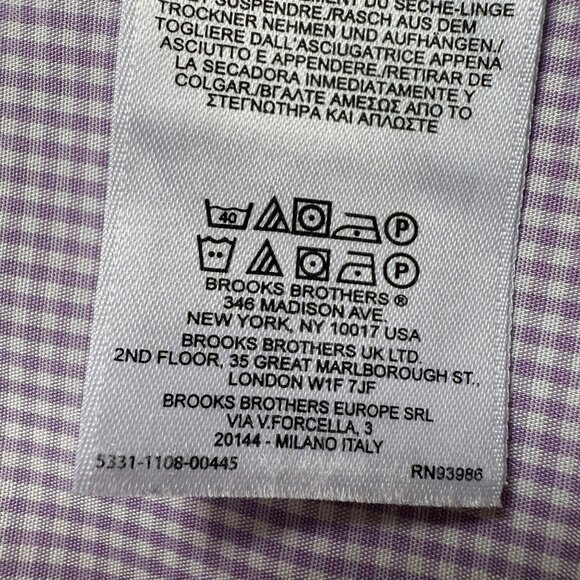 DU SÈCHE-LINGE
SUSPENDRE./RASCH AUS DEM
TROCKNER NEHMEN UND AUFHÄNGEN./
TOGLIERE DALL'ASCIUGATRICE APPENA
ASCIUTTO E APPENDERE./RETIRAR DE
LA SECADORA INMEDIATAMENTE Y
COLGAR./ΒΓΑΛΤΕ ΑΜΕΣΩΣ ΑΠΟ ΤΟ
ΣΤΕΓΝΩΤΗΡΑ ΚΑΙ ΑΠΛΩΣΤΕ
40 P
P
BROOKS BROTHERS ®
346 MADISON AVE.
NEW YORK, NY 10017 USA
BROOKS BROTHERS UK LTD.
2ND FLOOR, 35 GREAT MARLBOROUGH ST.,
LONDON W1F 7JF
BROOKS BROTHERS EUROPE SRL
VIA V.FORCELLA, 3
20144 - MILANO ITALY
5331-1108-00445 RN93986